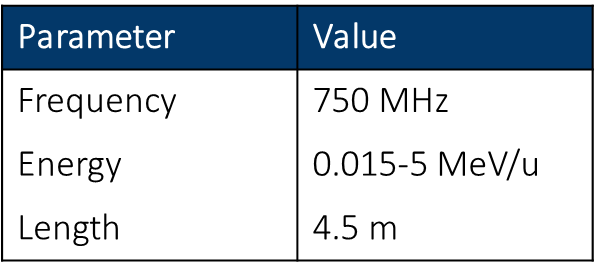 Parameter Value
Frequency 750 MHz
Energy 0.015-5 MeV/u
Length 4.5 m